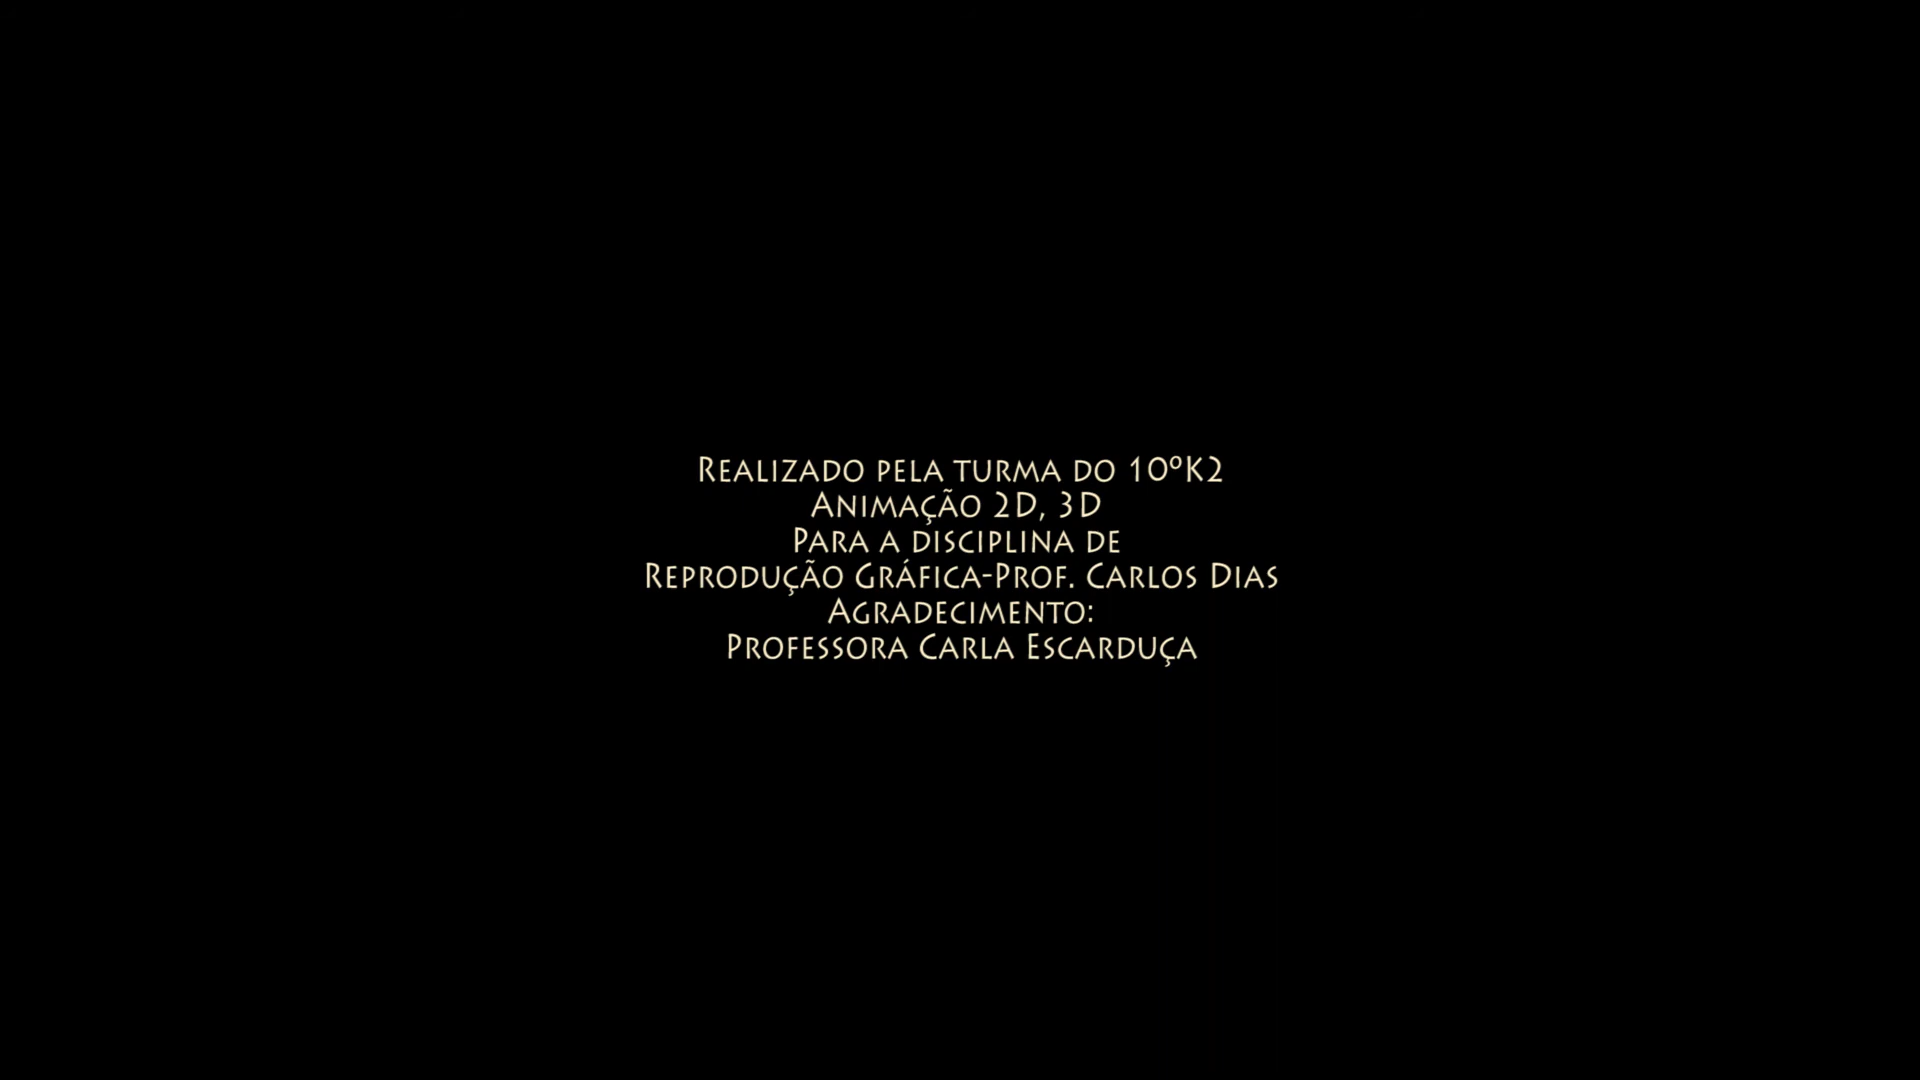 Realizado pela turma do 10ºK2
Animação 2D, 3D
Para a disciplina de
Reprodução Gráfica-Prof. Carlos Dias
Agradecimento:
Professora Carla Escarduça